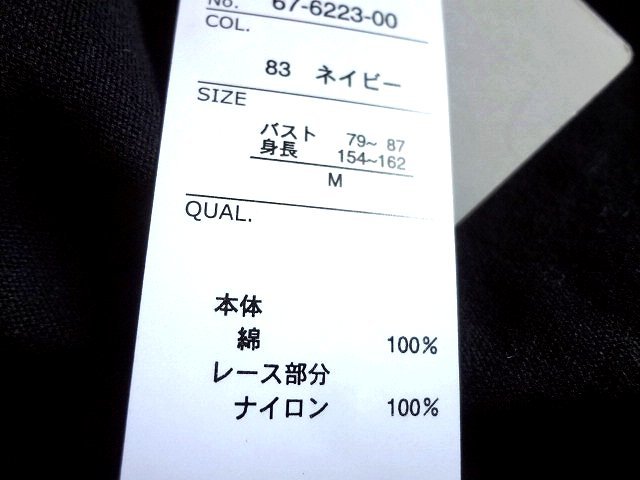 No. 67-6223-00
COL.
83 ネイビー
SIZE
バスト 79~ 87
身長 154~162
M
QUAL.
本体
綿 100%
レース部分
ナイロン 100%